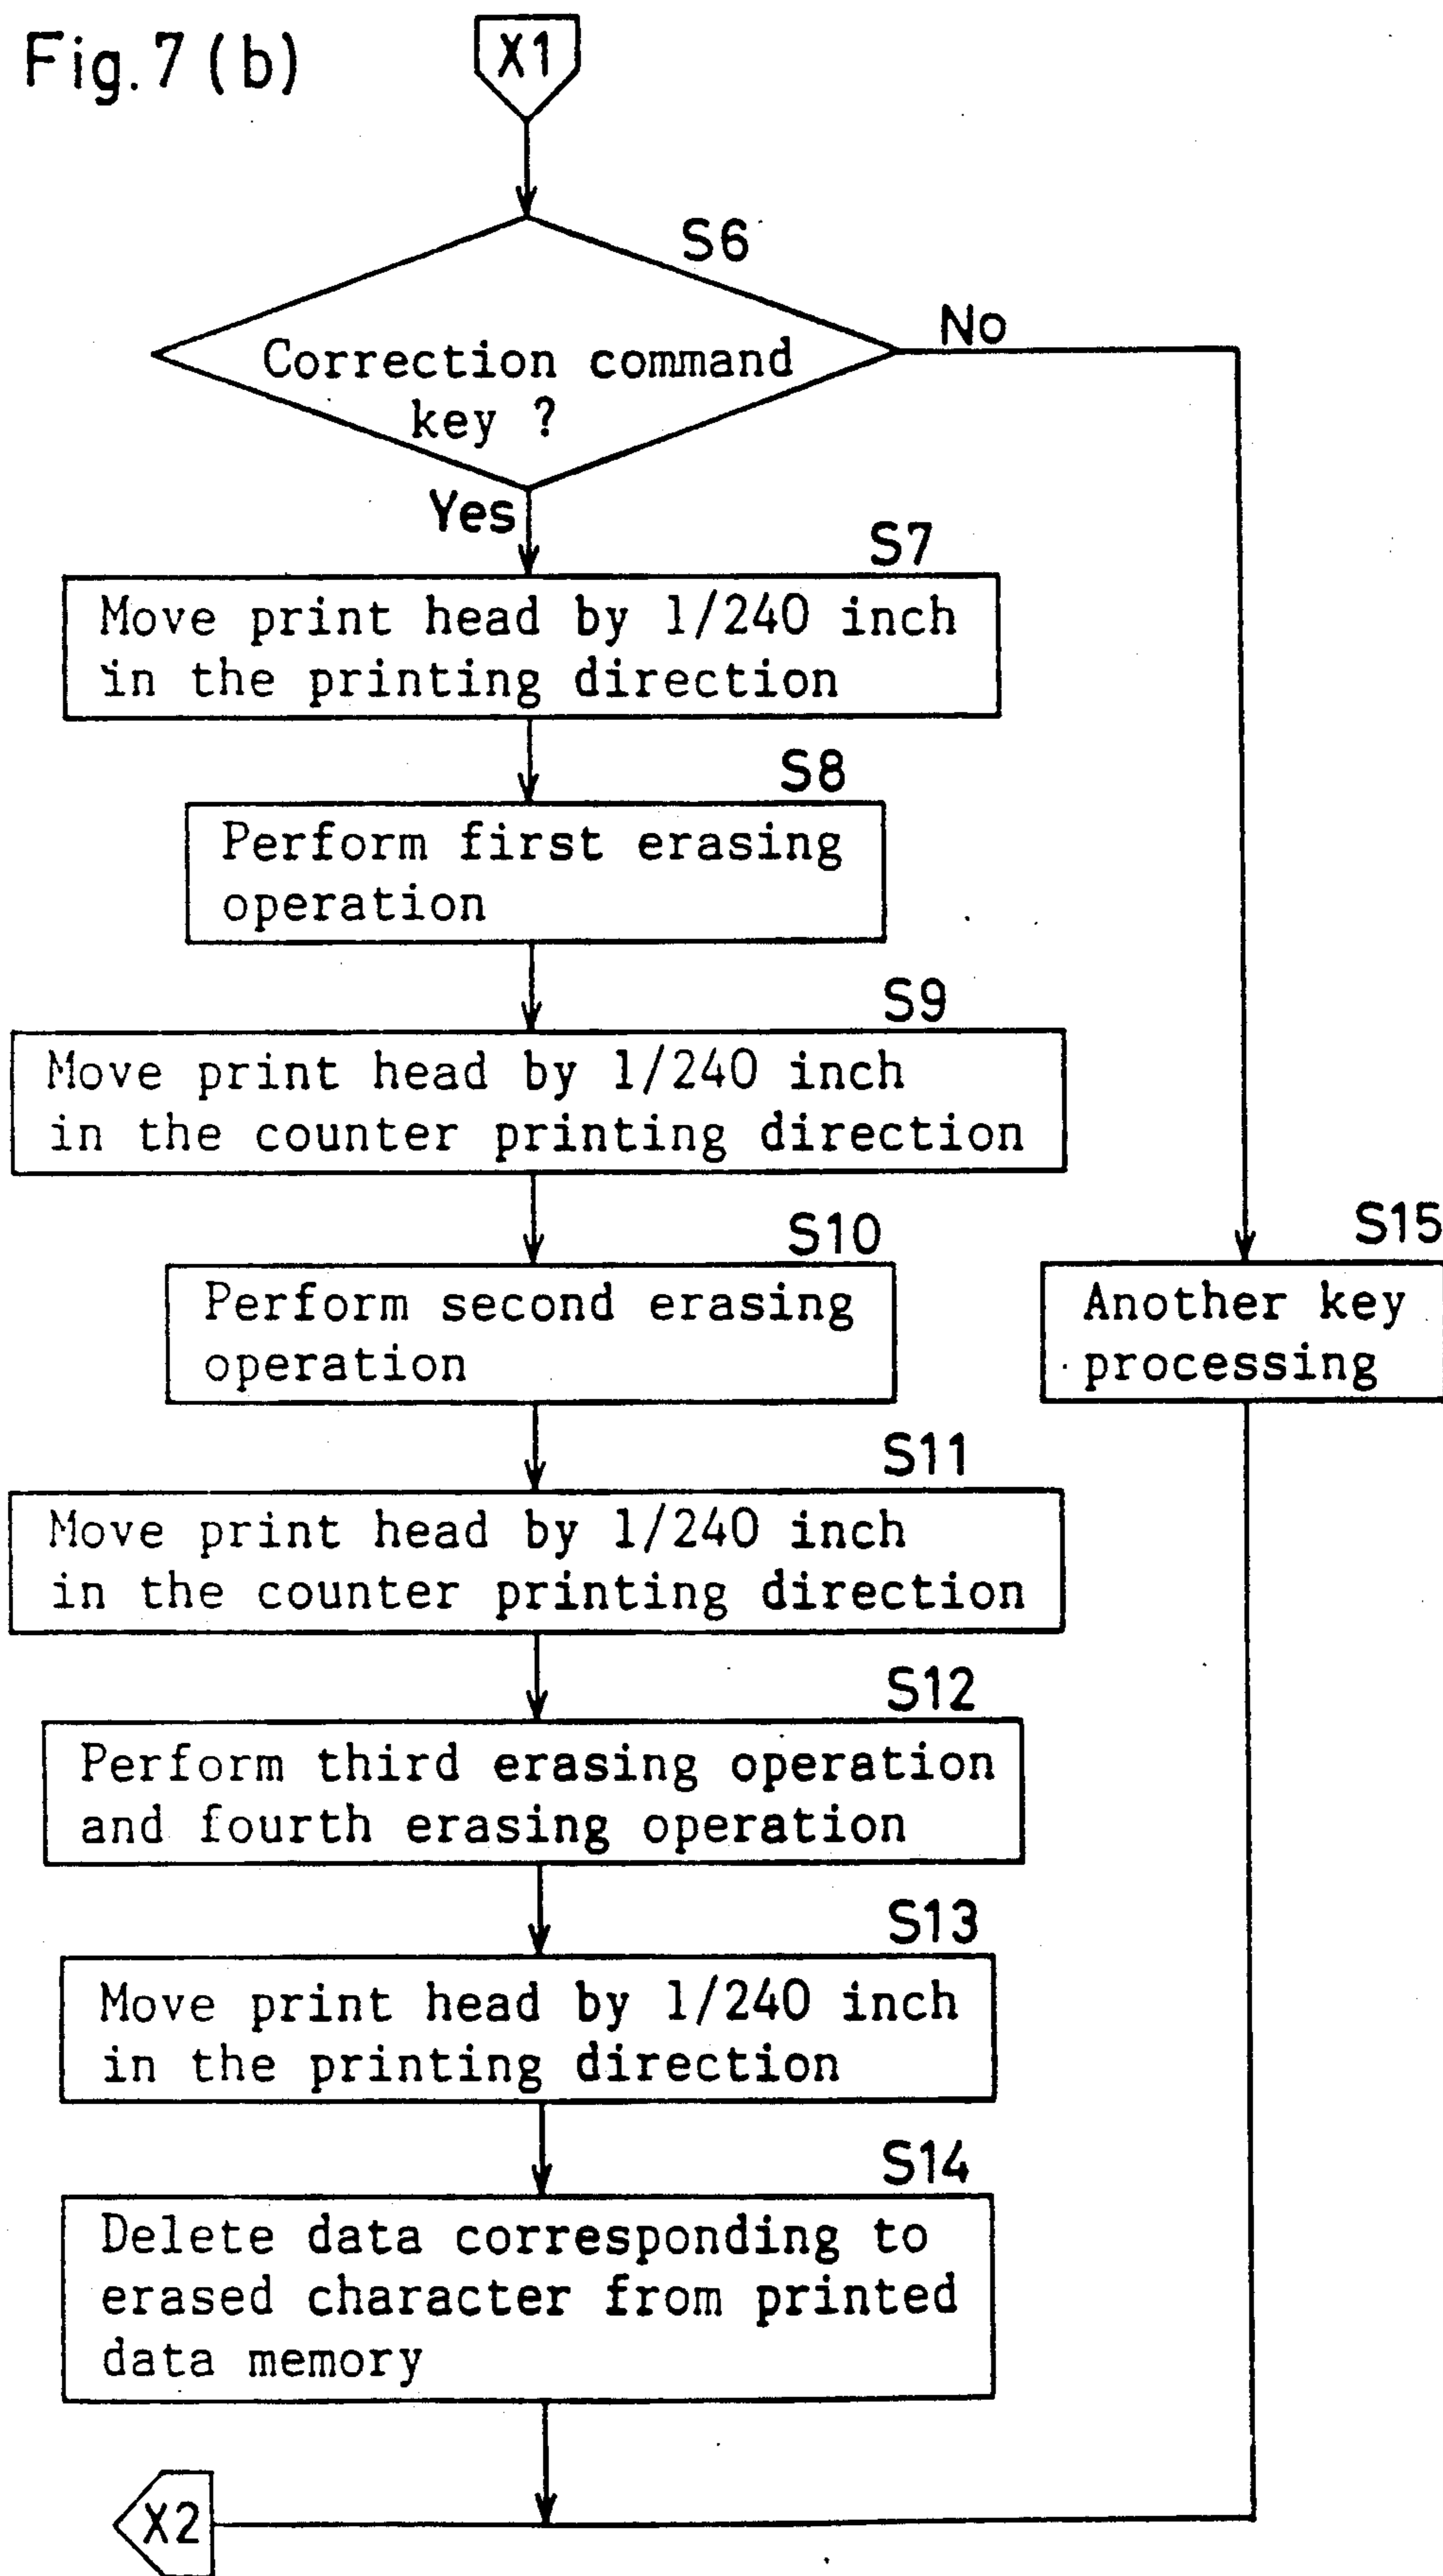 Fig. 7 (b)
X1
S6
Correction command
key ?
No
Yes
S7
Move print head by 1/240 inch
in the printing direction
S8
Perform first erasing
operation
S9
Move print head by 1/240 inch
in the counter printing direction
S10
Perform second erasing
operation
S15
Another key
processing
S11
Move print head by 1/240 inch
in the counter printing direction
S12
Perform third erasing operation
and fourth erasing operation
S13
Move print head by 1/240 inch
in the printing direction
S14
Delete data corresponding to
erased character from printed
data memory
X2